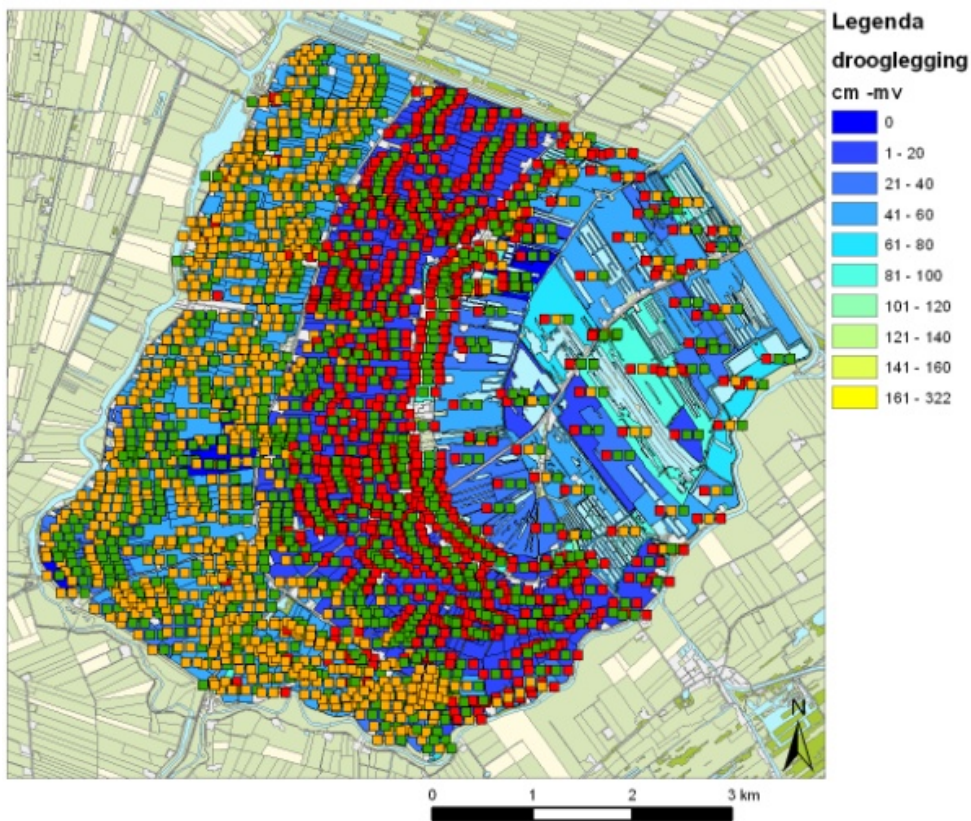 Legenda
drooglegging
cm -mv
0
1 - 20
21 - 40
41 - 60
61 - 80
81 - 100
101 - 120
121 - 140
141 - 160
161 - 322
N
0 1 2 3 km